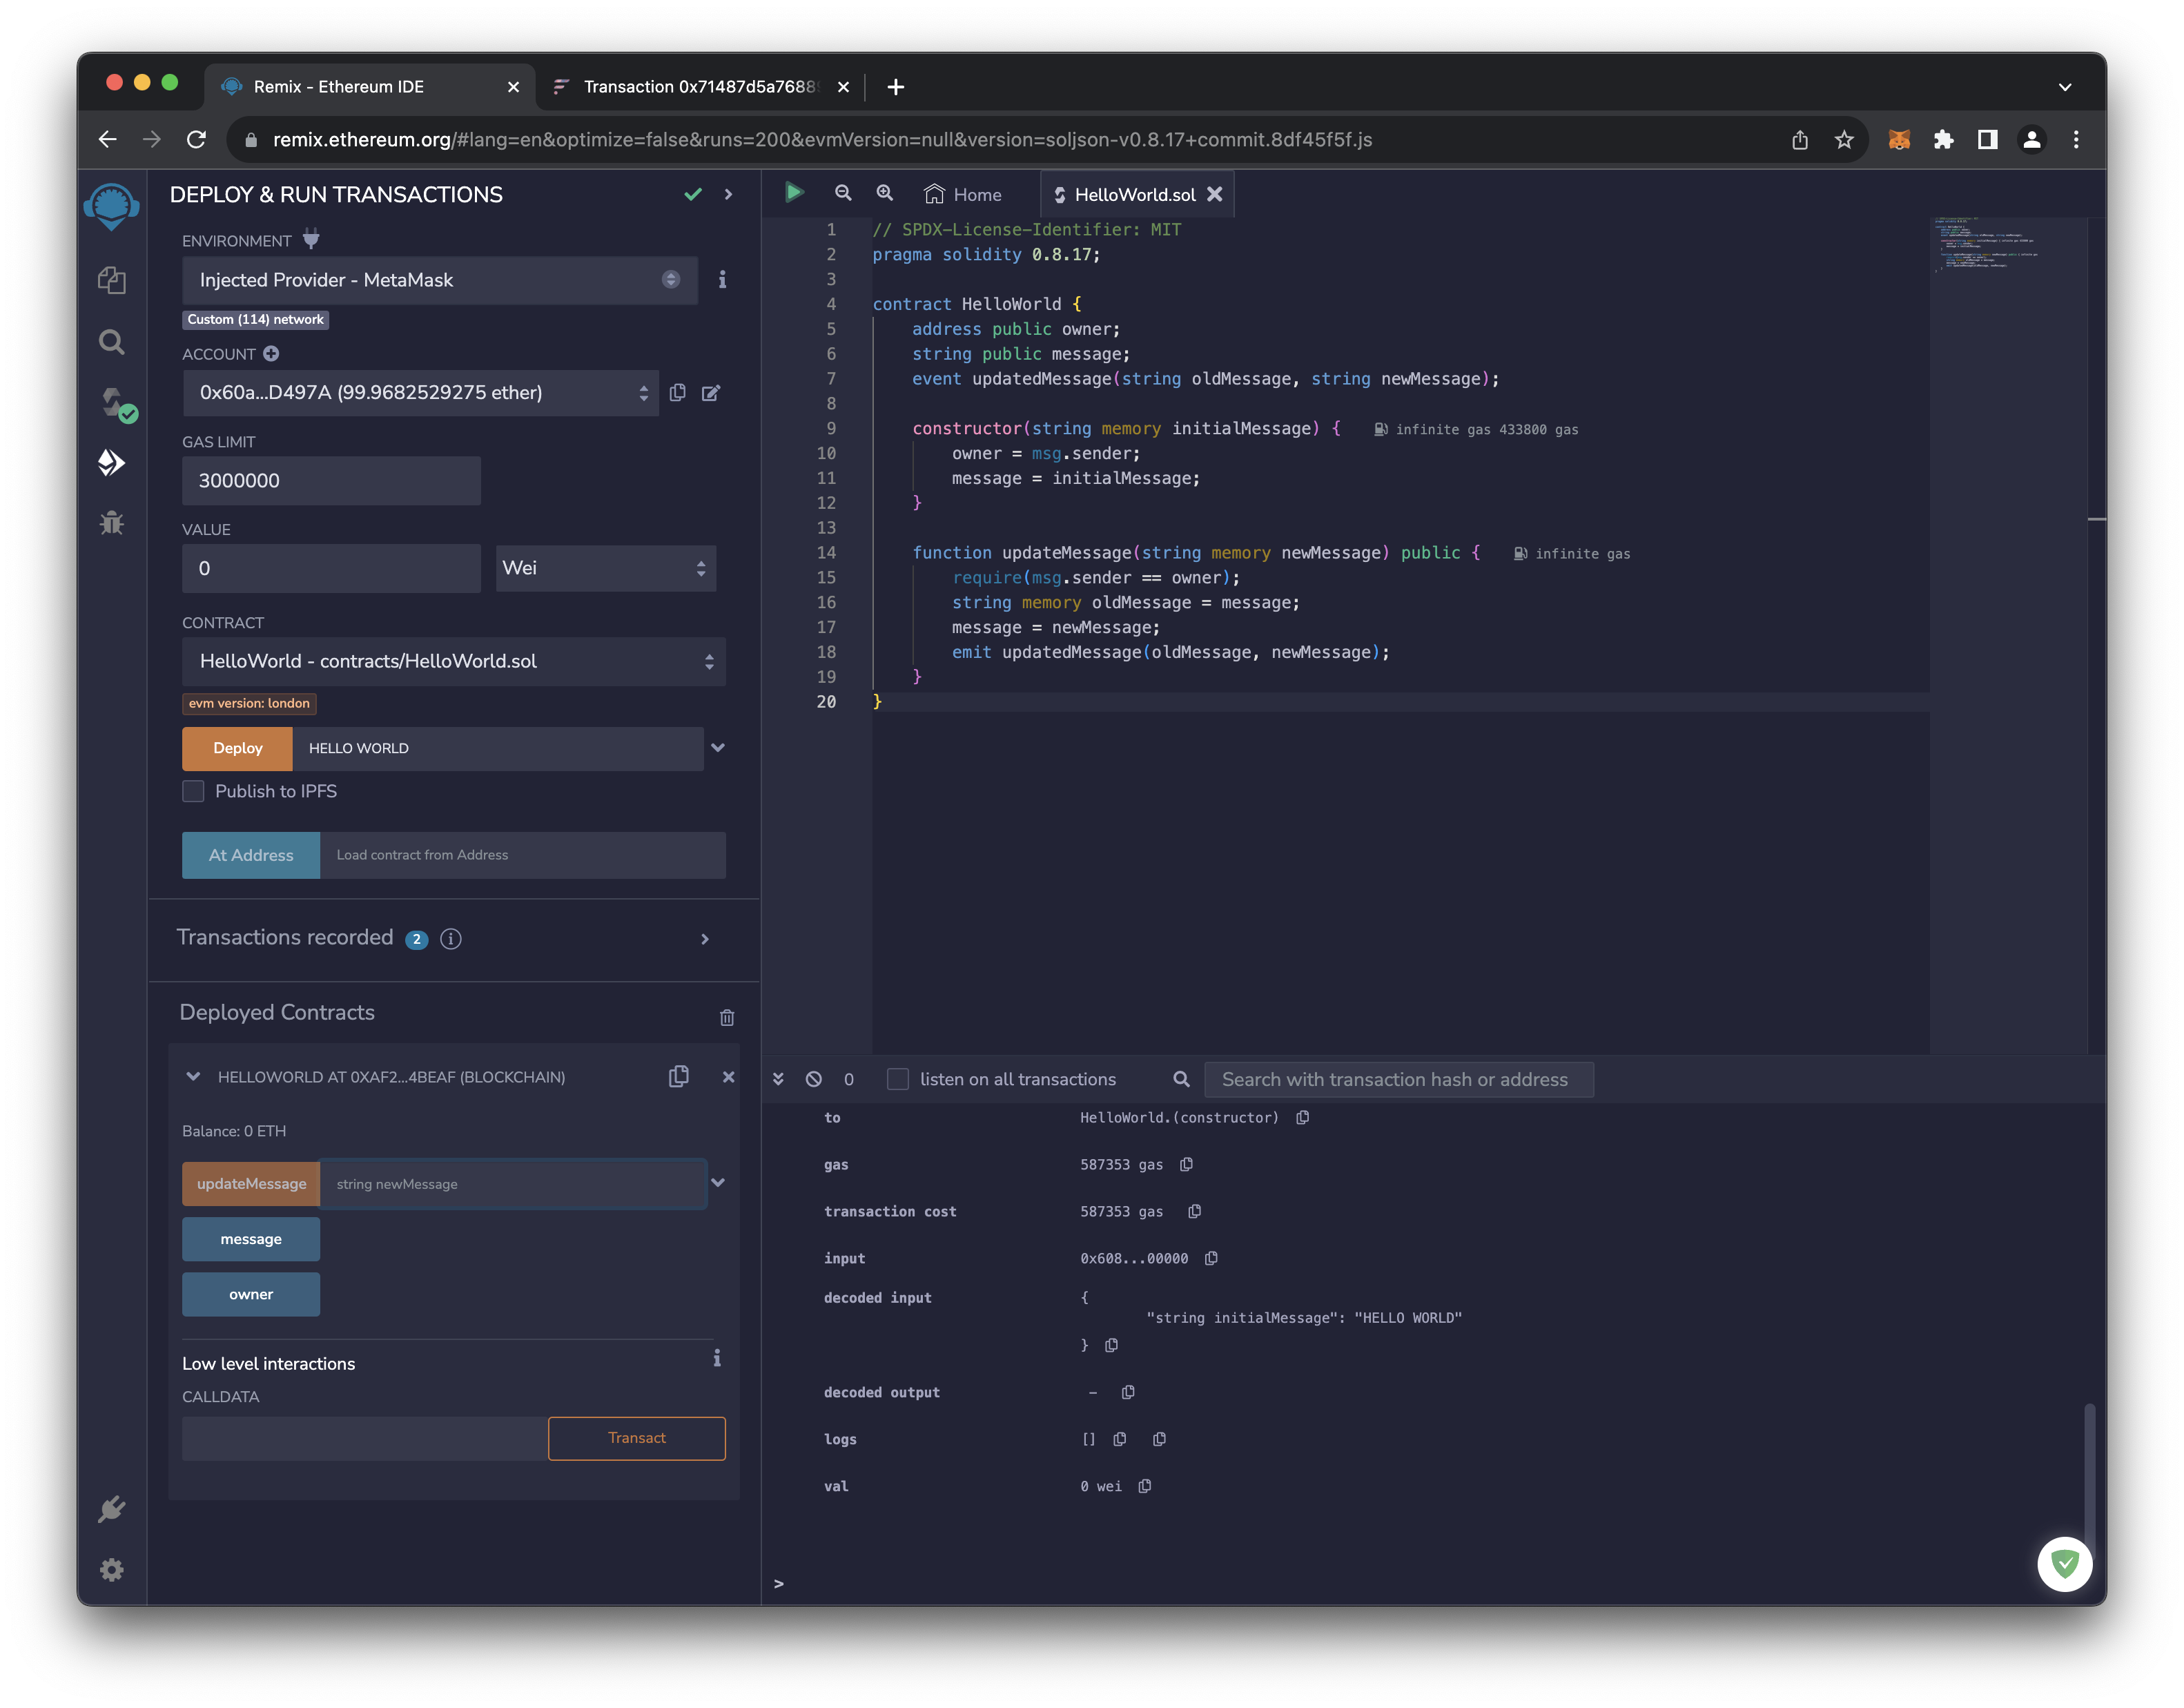 Remix - Ethereum IDE
Transaction 0x71487d5a7688
remix.ethereum.org/#lang=en&optimize=false&runs=200&evmVersion=null&version=soljson-v0.8.17+commit.8df45f5f.js
DEPLOY & RUN TRANSACTIONS
ENVIRONMENT
Injected Provider - MetaMask
Custom (114) network
ACCOUNT
0x60a...D497A (99.9682529275 ether)
GAS LIMIT
3000000
VALUE
0
Wei
CONTRACT
HelloWorld - contracts/HelloWorld.sol
evm version: london
Deploy
HELLO WORLD
Publish to IPFS
At Address
Load contract from Address
Transactions recorded 2
Deployed Contracts
HELLOWORLD AT 0XAF2...4BEAF (BLOCKCHAIN)
Balance: 0 ETH
updateMessage
string newMessage
message
owner
Low level interactions
CALLDATA
Transact
Home
HelloWorld.sol
1 // SPDX-License-Identifier: MIT
2 pragma solidity 0.8.17;
3
4 contract HelloWorld {
5 address public owner;
6 string public message;
7 event updatedMessage(string oldMessage, string newMessage);
8
9 constructor(string memory initialMessage) { infinite gas 433800 gas
10 owner = msg.sender;
11 message = initialMessage;
12 }
13
14 function updateMessage(string memory newMessage) public { infinite gas
15 require(msg.sender == owner);
16 string memory oldMessage = message;
17 message = newMessage;
18 emit updatedMessage(oldMessage, newMessage);
19 }
20 }
0
listen on all transactions
Search with transaction hash or address
to HelloWorld.(constructor)
gas 587353 gas
transaction cost 587353 gas
input 0x608...00000
decoded input {
"string initialMessage": "HELLO WORLD"
}
decoded output -
logs []
val 0 wei
>